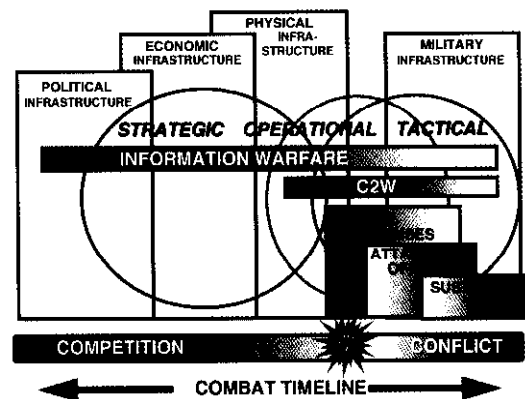 PHYSICAL
INFRA-
STRUCTURE
ECONOMIC
INFRASTRUCTURE
MILITARY
INFRASTRUCTURE
POLITICAL
INFRASTRUCTURE
STRATEGIC OPERATIONAL TACTICAL
INFORMATION WARFARE
C2W
COMPETITION
CONFLICT
COMBAT TIMELINE